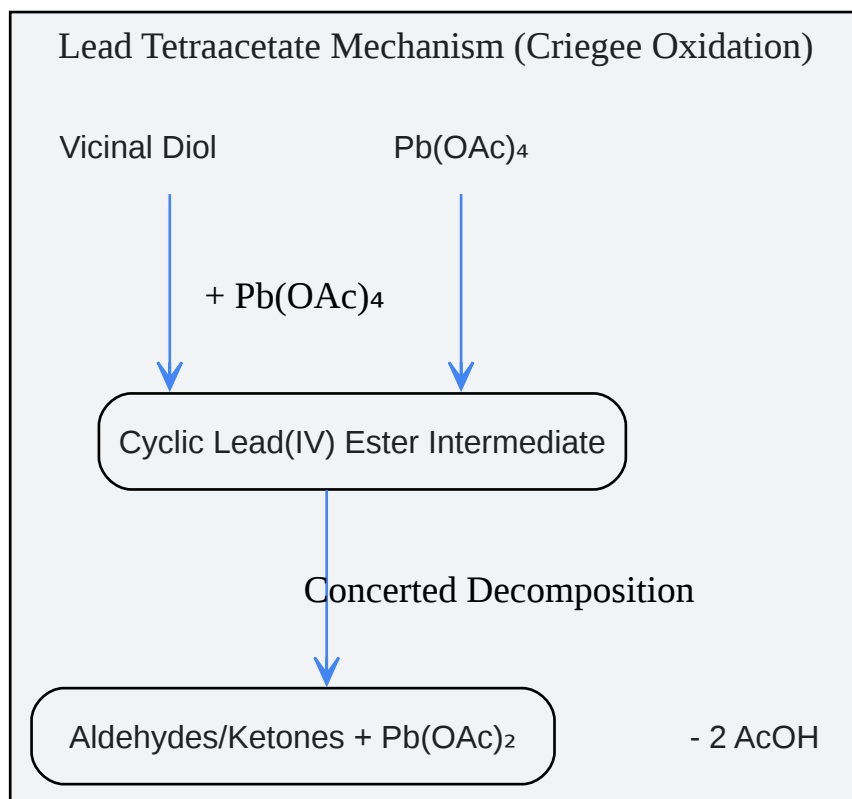 Lead Tetraacetate Mechanism (Criegee Oxidation)
Vicinal Diol
Pb(OAc)₄
+ Pb(OAc)₄
Cyclic Lead(IV) Ester Intermediate
Concerted Decomposition
Aldehydes/Ketones + Pb(OAc)₂
- 2 AcOH